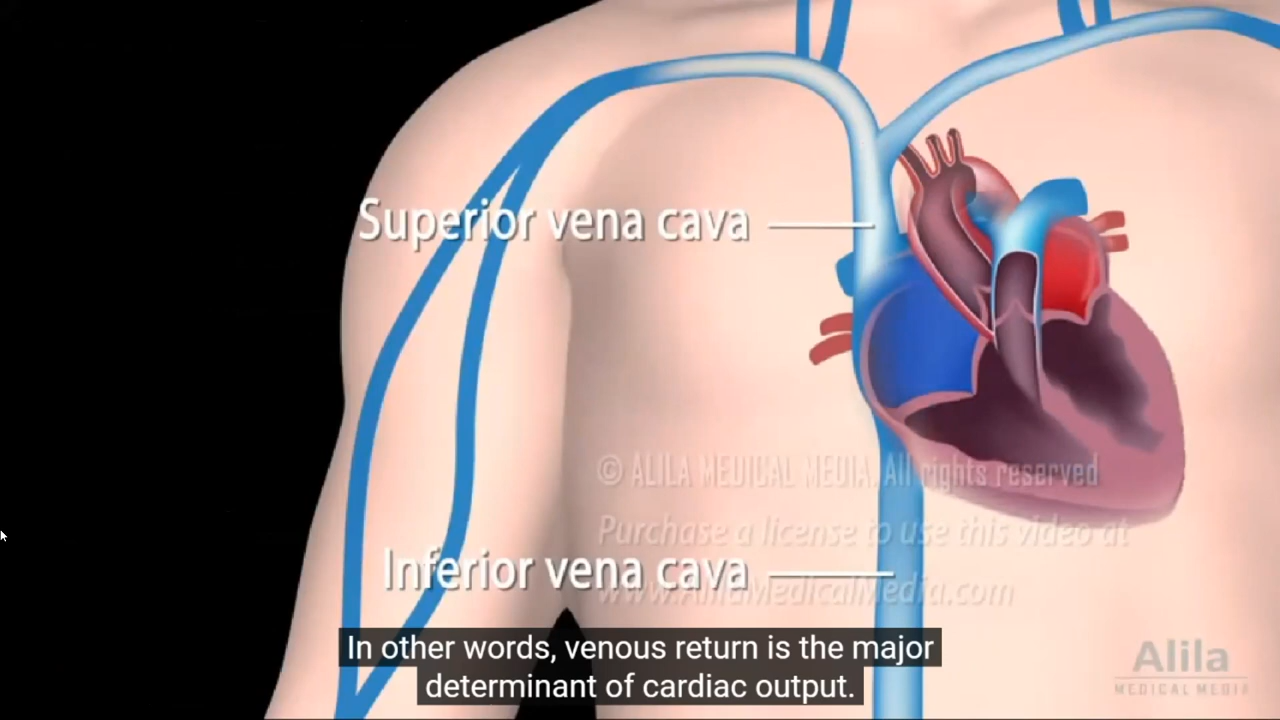 Superior vena cava
© ALILA MEDICAL MEDIA. All rights reserved
Purchase a license to use this video at
Inferior vena cava
www.AlilaMedicalMedia.com
In other words, venous return is the major
determinant of cardiac output.
Alila
MEDICAL MEDIA